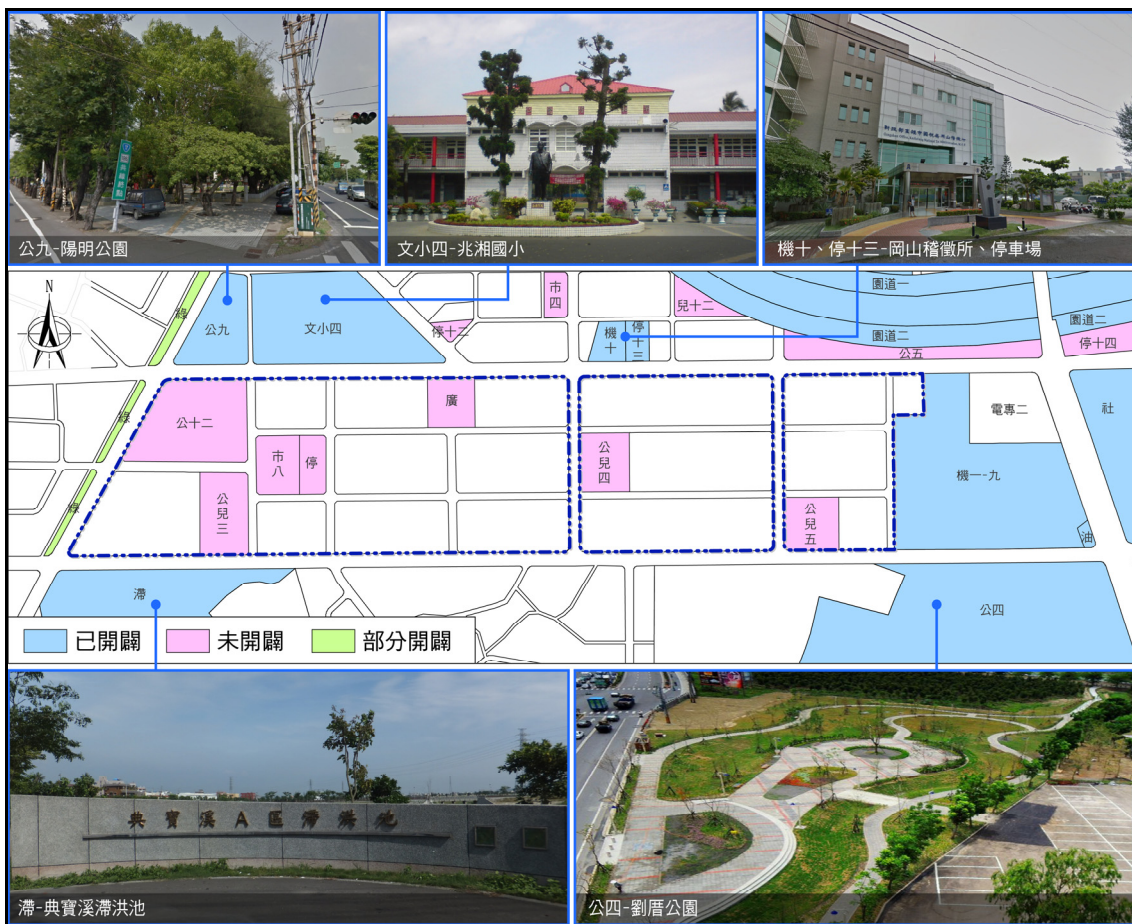 公九-陽明公園
文小四-兆湘國小
機十、停十三-岡山稽徵所、停車場
N
綠
公九
文小四
停十二
市四
機十
停十三
兒十二
園道一
園道二
園道二
公五
停十四
綠
公十二
廣
市八
停
公兒三
公兒四
公兒五
電專二
機一-九
社
油
綠
滯
公四
已開闢
未開闢
部分開闢
典寶溪A區滯洪池
滯-典寶溪滯洪池
公四-劉厝公園